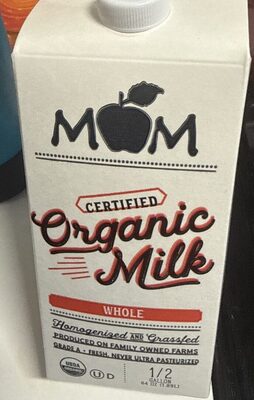 MOM
CERTIFIED
Organic
Milk
WHOLE
Homogenized AND Grassfed
PRODUCED ON FAMILY OWNED FARMS
GRADE A • FRESH, NEVER ULTRA PASTEURIZED
USDA
ORGANIC
U D
1/2
GALLON
64 OZ (1.89L)